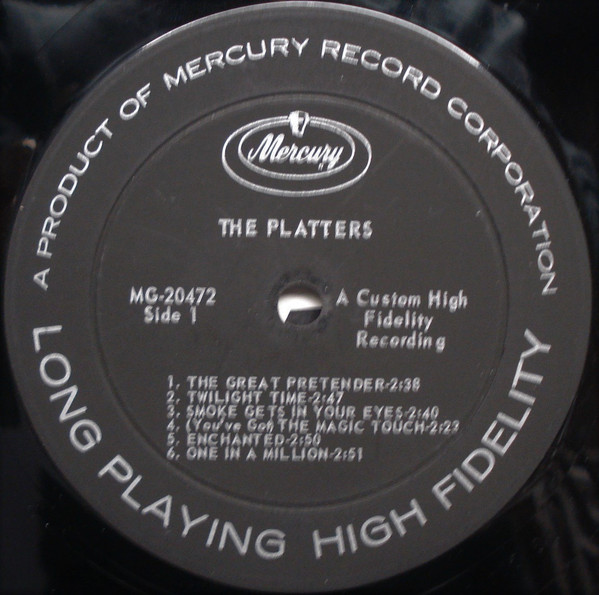 A PRODUCT OF MERCURY RECORD CORPORATION
Mercury
THE PLATTERS
MG-20472
Side 1
A Custom High
Fidelity
Recording
1. THE GREAT PRETENDER-2:38
2. TWILIGHT TIME-2:47
3. SMOKE GETS IN YOUR EYES-2:40
4. (You've Got) THE MAGIC TOUCH-2:23
5. ENCHANTED-2:50
6. ONE IN A MILLION-2:51
LONG PLAYING HIGH FIDELITY